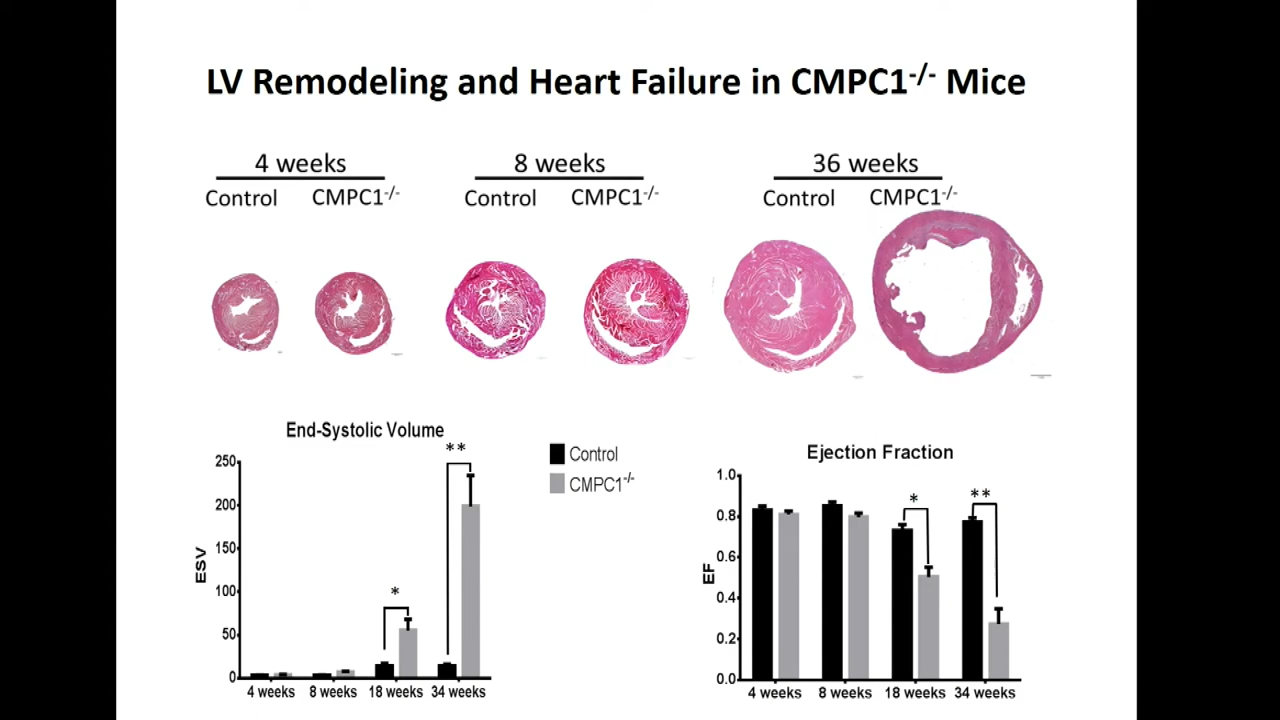 LV Remodeling and Heart Failure in CMPC1-/- Mice
4 weeks
8 weeks
36 weeks
Control CMPC1-/-
Control CMPC1-/-
Control CMPC1-/-
End-Systolic Volume
**
*
250
200
150
100
50
0
ESV
4 weeks 8 weeks 18 weeks 34 weeks
Control
CMPC1-/-
Ejection Fraction
*
**
1.0
0.8
0.6
0.4
0.2
0.0
EF
4 weeks 8 weeks 18 weeks 34 weeks